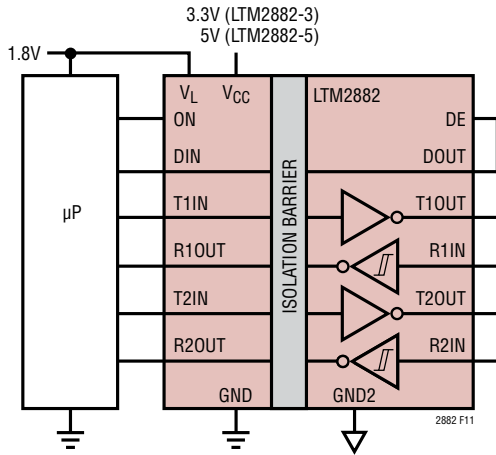 3.3V (LTM2882-3)
5V (LTM2882-5)
1.8V
VL VCC LTM2882
ON DE
DIN DOUT
T1IN T1OUT
µP
R1OUT R1IN
T2IN T2OUT
R2OUT R2IN
ISOLATION BARRIER
GND GND2
2882 F11